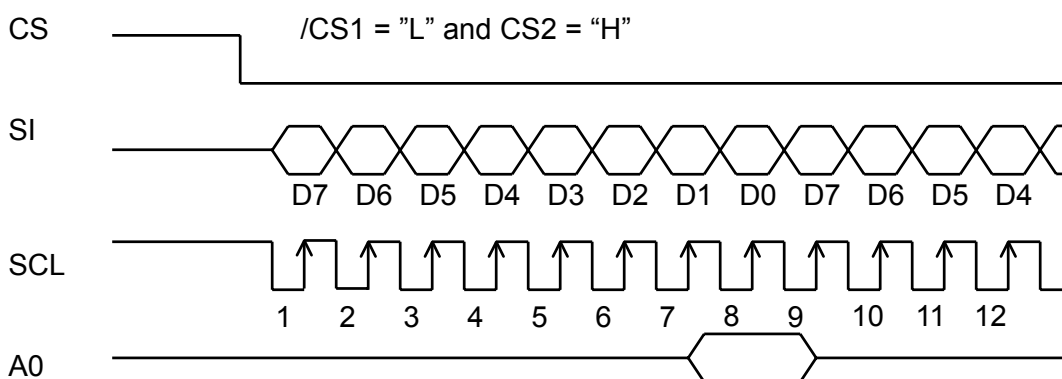 CS /CS1 = ”L” and CS2 = “H”
SI
D7 D6 D5 D4 D3 D2 D1 D0 D7 D6 D5 D4
SCL
1 2 3 4 5 6 7 8 9 10 11 12
A0